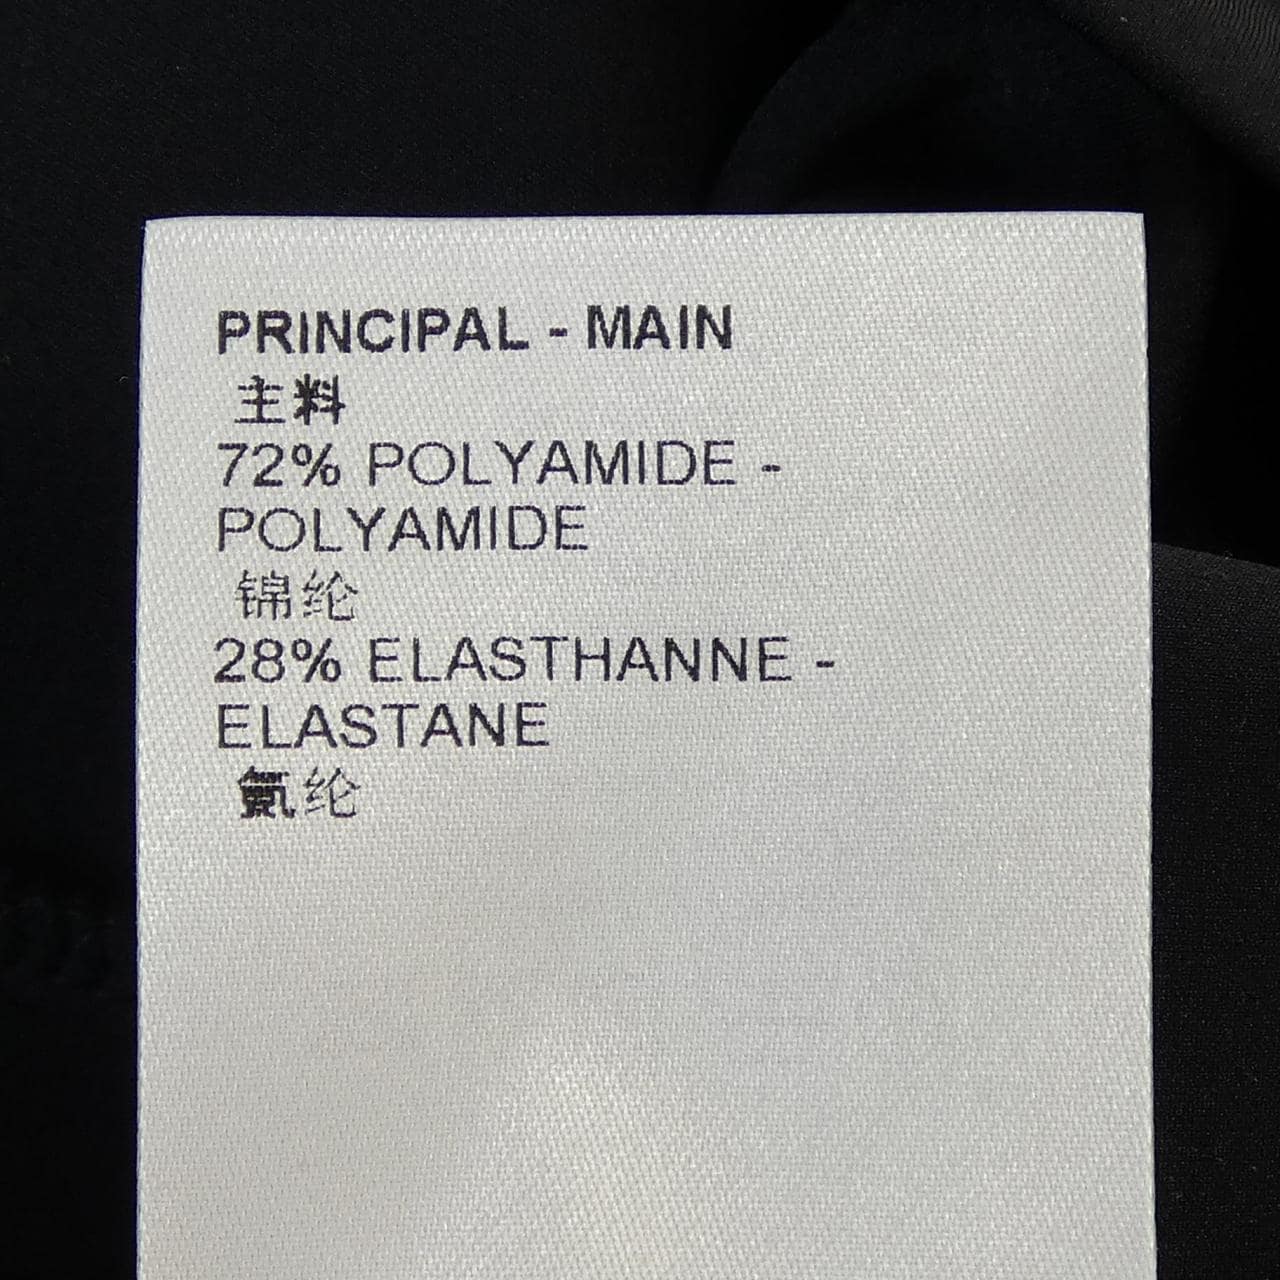 PRINCIPAL - MAIN
主料
72% POLYAMIDE -
POLYAMIDE
锦纶
28% ELASTHANNE -
ELASTANE
氨纶